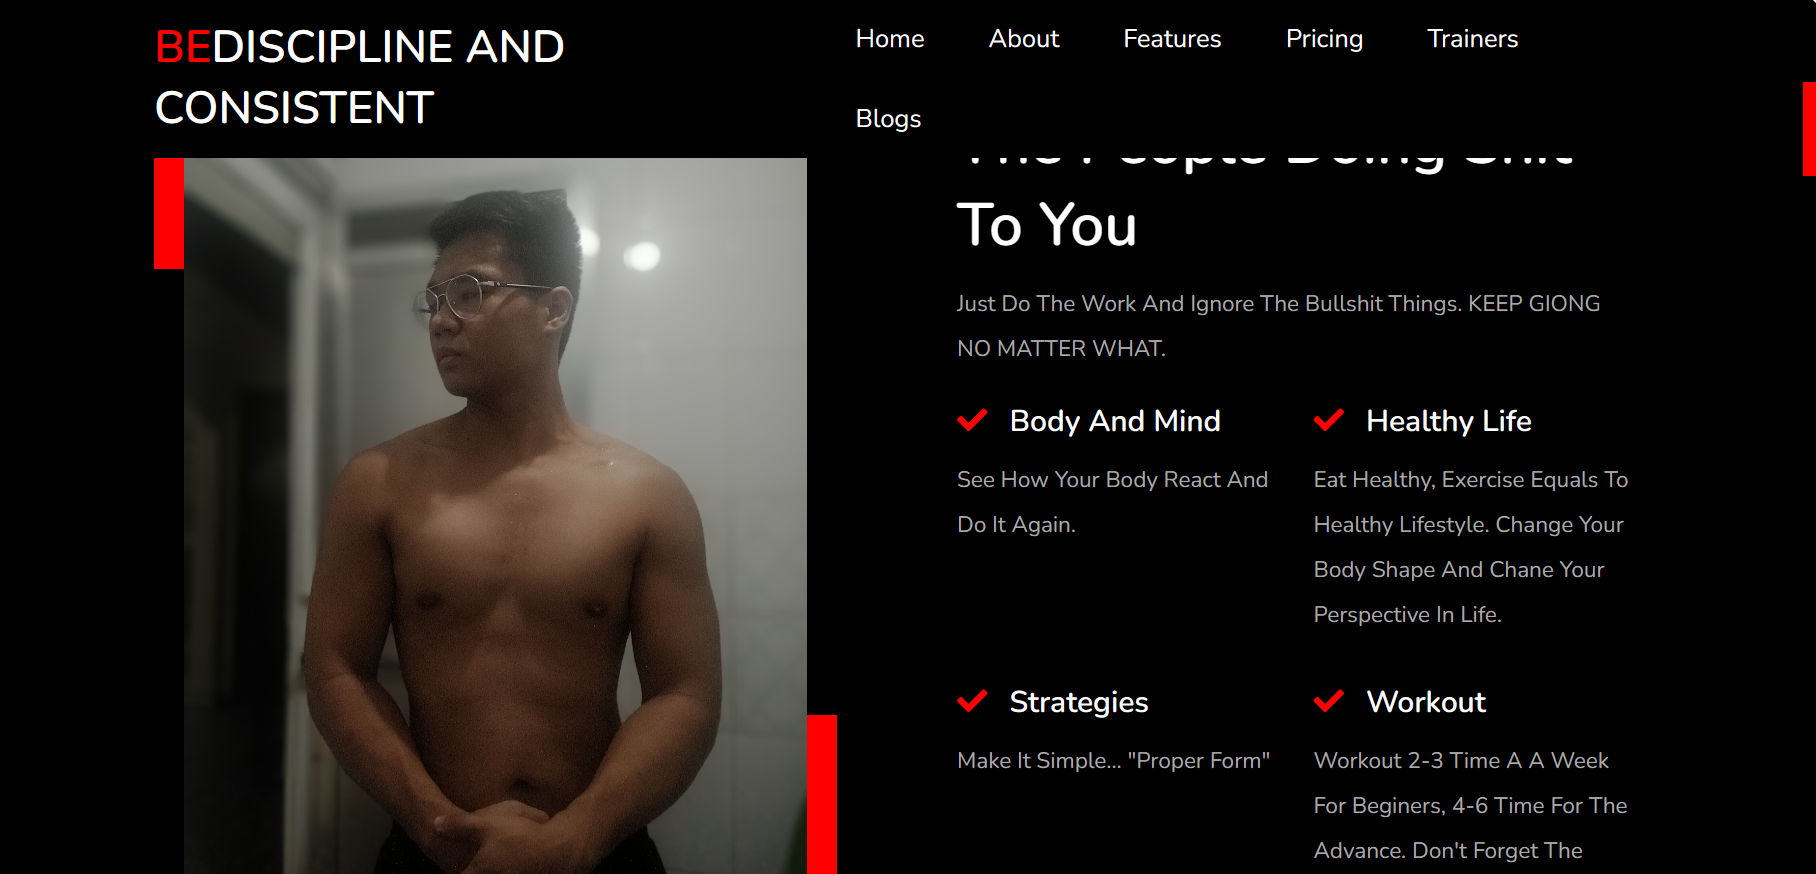 BEDISCIPLINE AND
CONSISTENT
Home About Features Pricing Trainers
Blogs
The People Doing Shit
To You
Just Do The Work And Ignore The Bullshit Things. KEEP GIONG
NO MATTER WHAT.
Body And Mind
See How Your Body React And
Do It Again.
Healthy Life
Eat Healthy, Exercise Equals To
Healthy Lifestyle. Change Your
Body Shape And Chane Your
Perspective In Life.
Strategies
Make It Simple... "Proper Form"
Workout
Workout 2-3 Time A A Week
For Beginers, 4-6 Time For The
Advance. Don't Forget The